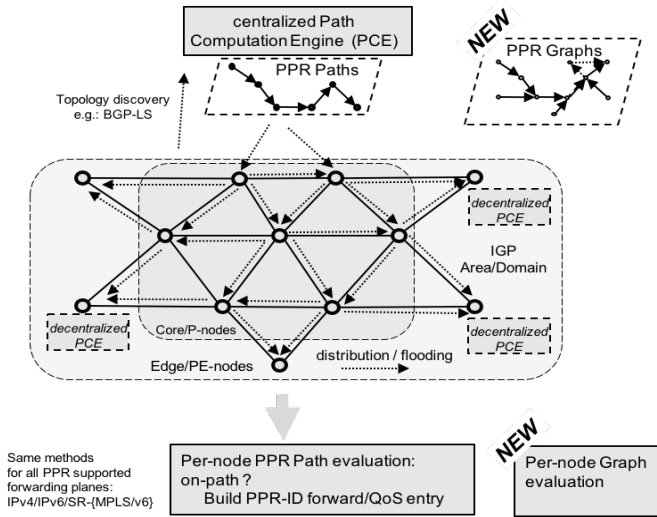 centralized Path
Computation Engine (PCE)
NEW
PPR Graphs
PPR Paths
Topology discovery
e.g.: BGP-LS
decentralized
PCE
IGP
Area/Domain
decentralized
PCE
Core/P-nodes
decentralized
PCE
Edge/PE-nodes
distribution / flooding
NEW
Same methods
for all PPR supported
forwarding planes:
IPv4/IPv6/SR-{MPLS/v6}
Per-node PPR Path evaluation:
on-path ?
Build PPR-ID forward/QoS entry
Per-node Graph
evaluation